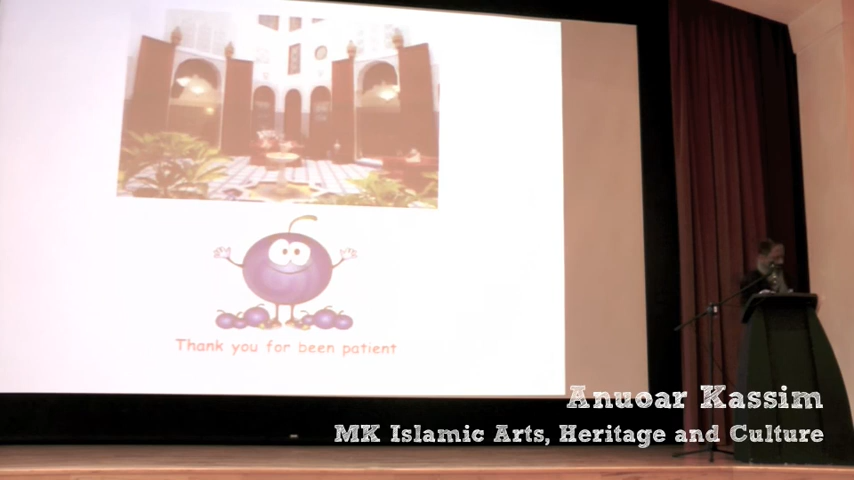 Thank you for been patient
Anuoar Kassim
MK Islamic Arts, Heritage and Culture